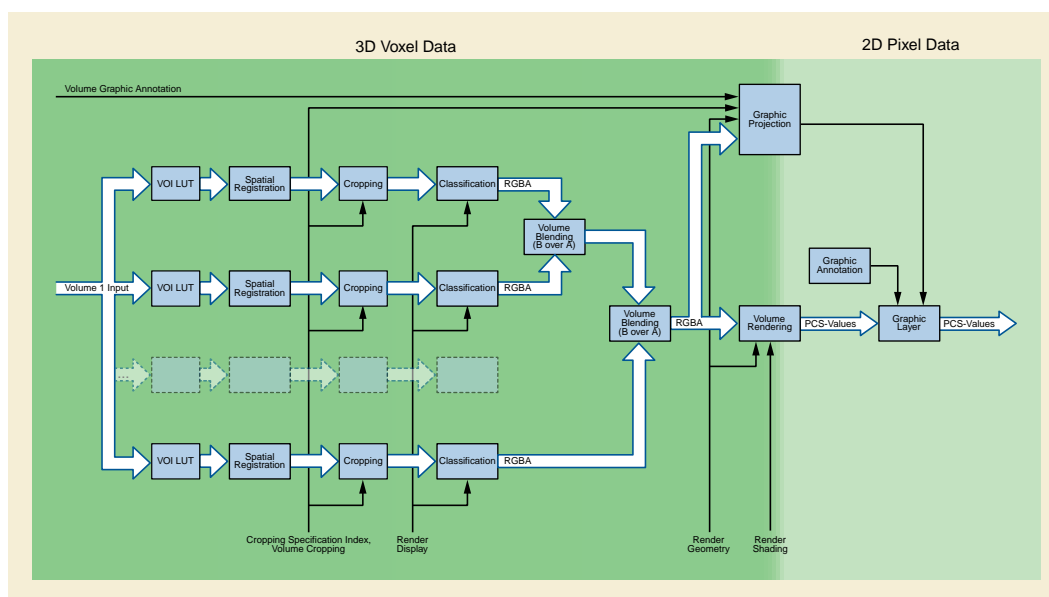 3D Voxel Data
2D Pixel Data
Volume Graphic Annotation
Graphic
Projection
VOI LUT
Spatial
Registration
Cropping
Classification
RGBA
Volume
Blending
(B over A)
Graphic
Annotation
Volume 1 Input
VOI LUT
Spatial
Registration
Cropping
Classification
RGBA
Volume
Blending
(B over A)
RGBA
Volume
Rendering
PCS-Values
Graphic
Layer
PCS-Values
...
VOI LUT
Spatial
Registration
Cropping
Classification
RGBA
Cropping Specification Index,
Volume Cropping
Render
Display
Render
Geometry
Render
Shading